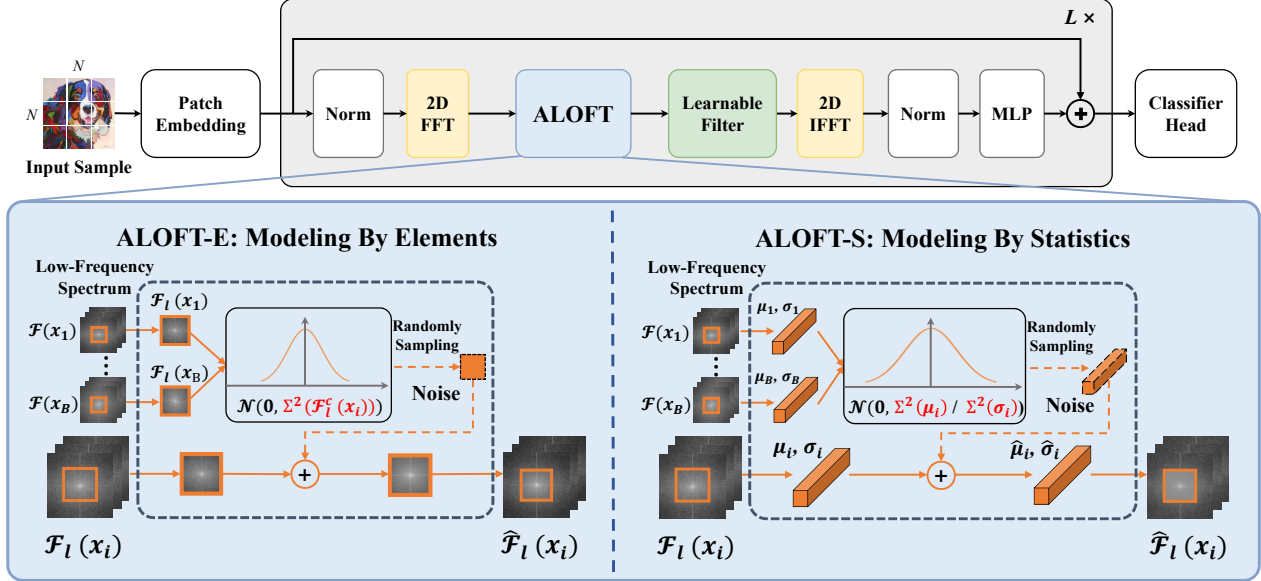 L ×
N
N
Input Sample
Patch
Embedding
Norm
2D
FFT
ALOFT
Learnable
Filter
2D
IFFT
Norm
MLP
+
Classifier
Head
ALOFT-E: Modeling By Elements
Low-Frequency
Spectrum
ℱ(x₁)
ℱ(x_B)
ℱ_l (x₁)
ℱ_l (x_B)
𝒩(0, Σ²(ℱ_l^c (x_i)))
Randomly
Sampling
Noise
+
ℱ_l (x_i)
ℱ̂_l (x_i)
ALOFT-S: Modeling By Statistics
Low-Frequency
Spectrum
ℱ(x₁)
ℱ(x_B)
μ₁, σ₁
μ_B, σ_B
𝒩(0, Σ²(μ_i) / Σ²(σ_i))
Randomly
Sampling
Noise
μ_i, σ_i
+
μ̂_i, σ̂_i
ℱ_l (x_i)
ℱ̂_l (x_i)